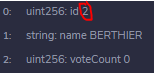 0: uint256: id 2
1: string: name BERTHIER
2: uint256: voteCount 0